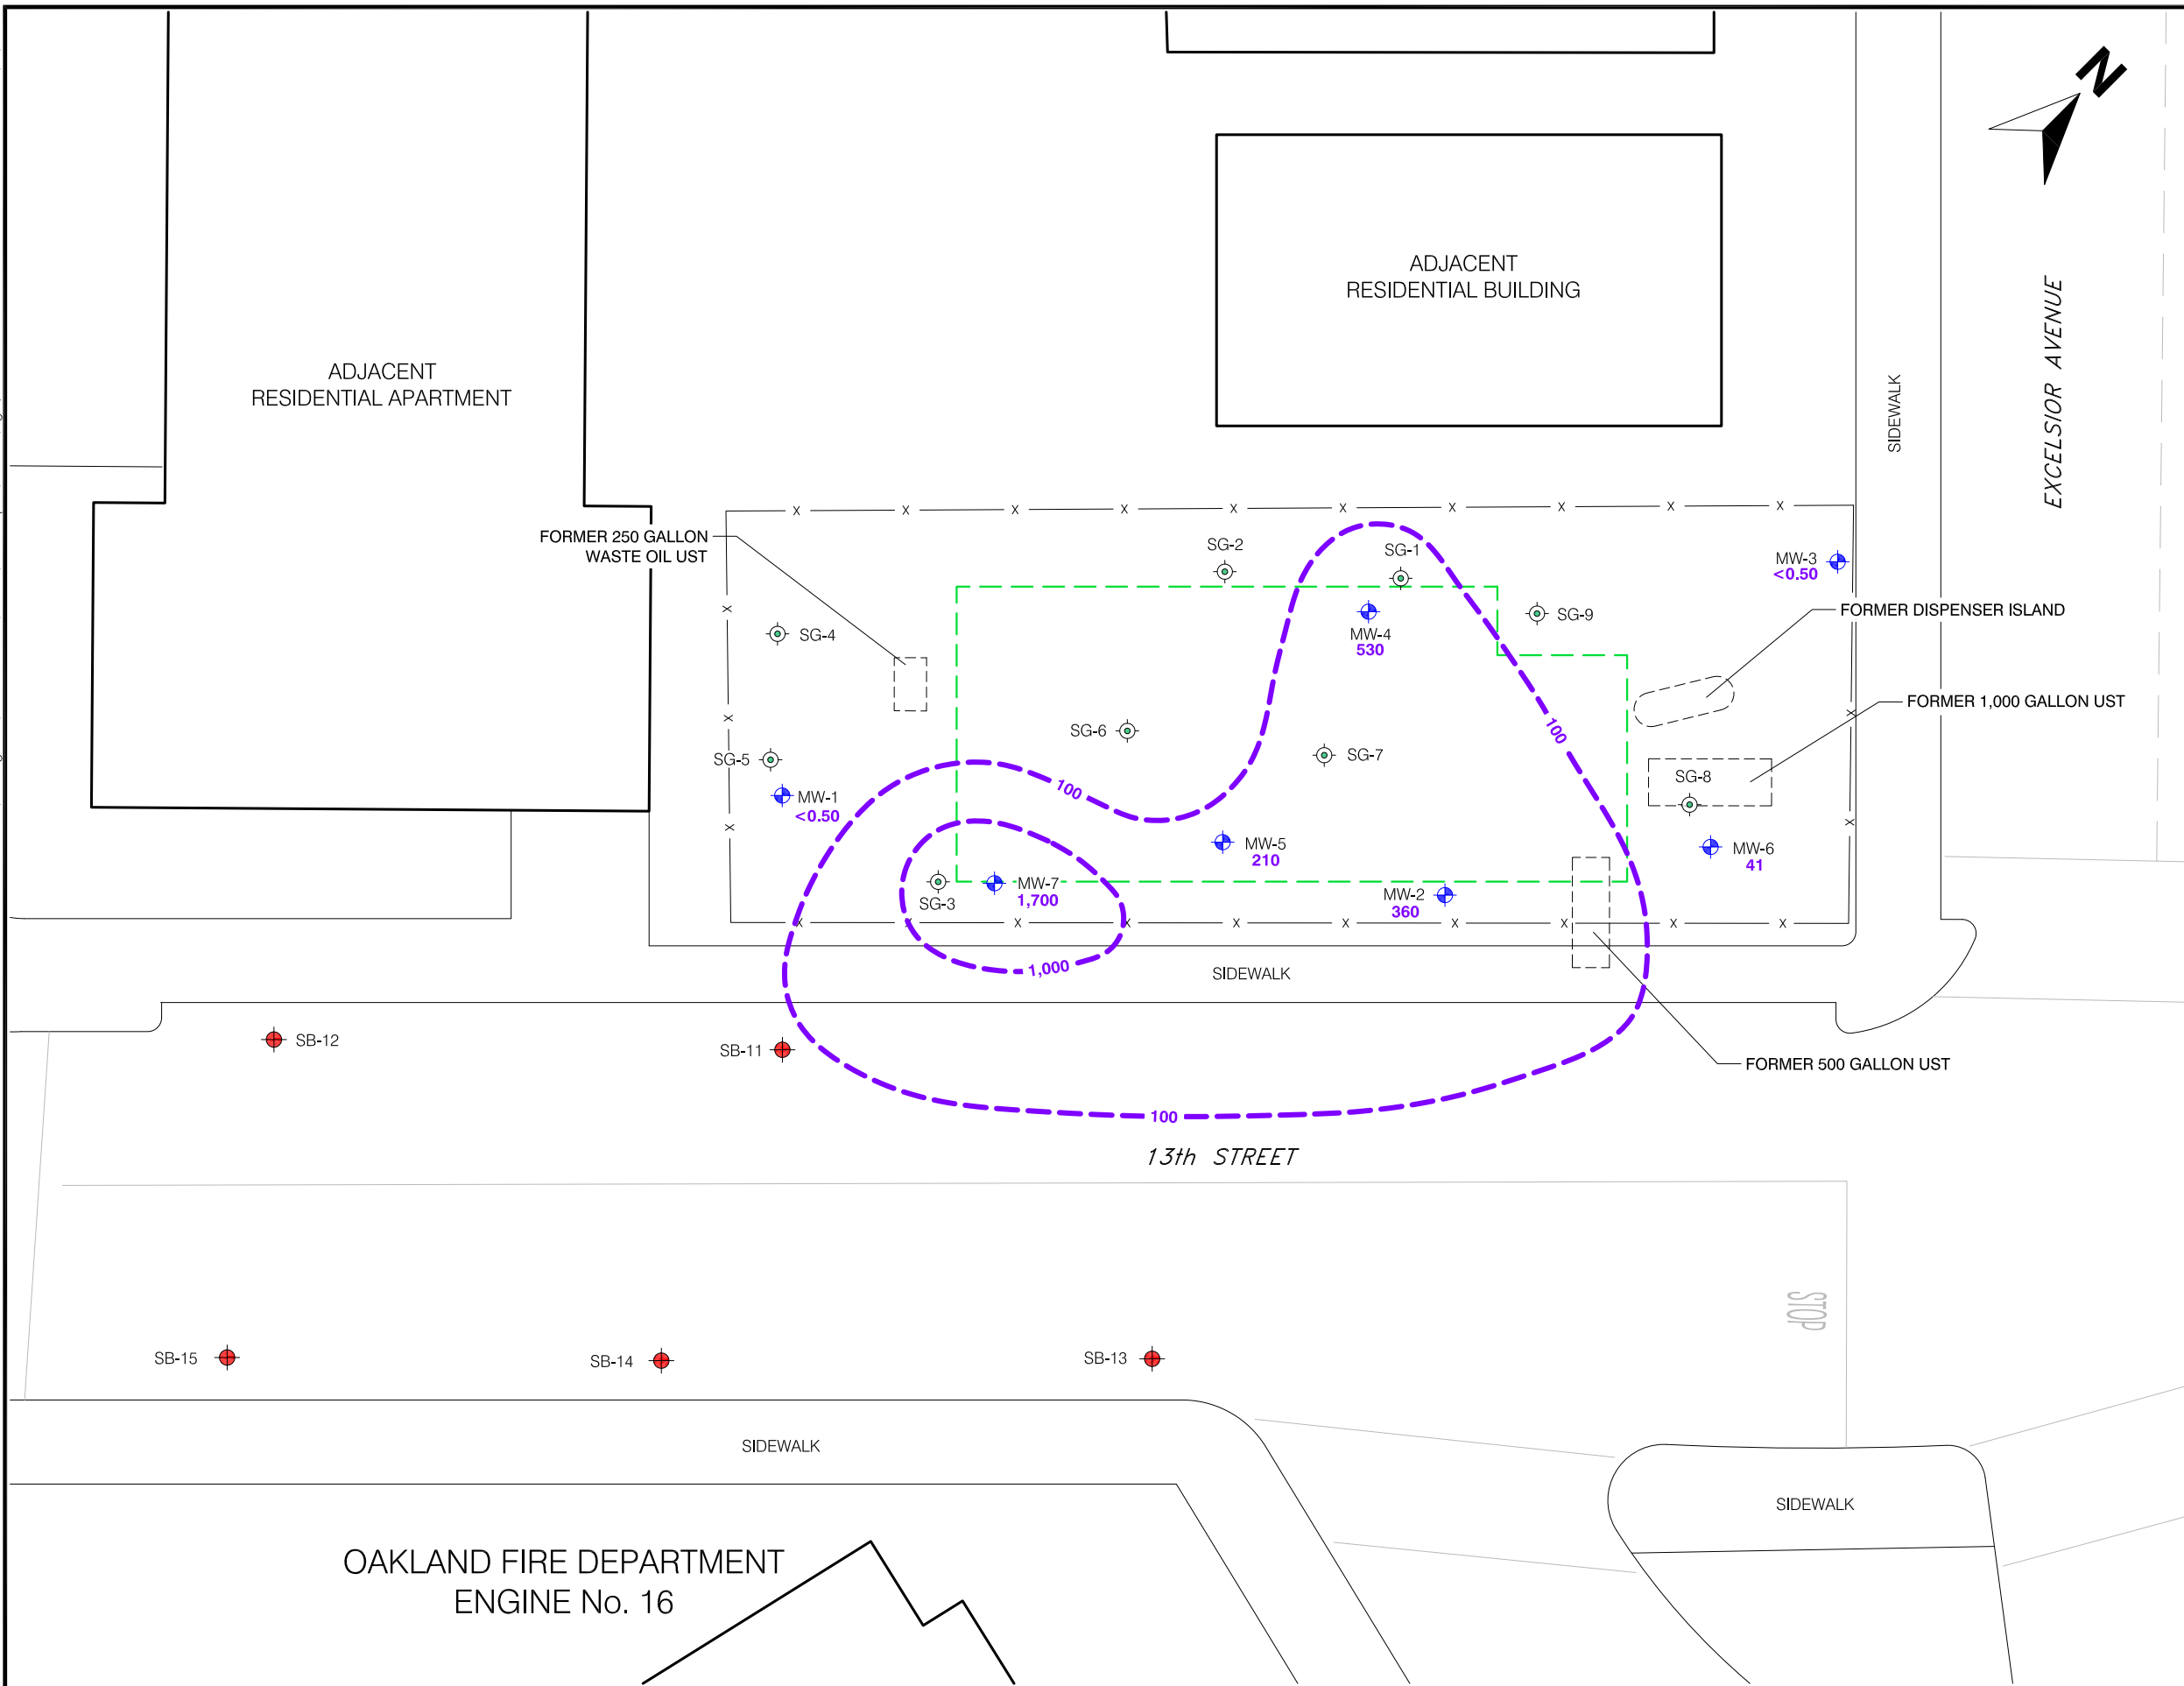 N
ADJACENT
RESIDENTIAL BUILDING
EXCELSIOR AVENUE
ADJACENT
RESIDENTIAL APARTMENT
SIDEWALK
X X X X X X X X X X
FORMER 250 GALLON
WASTE OIL UST
SG-2
SG-1
MW-3
<0.50
X
SG-4
SG-9
FORMER DISPENSER ISLAND
MW-4
530
FORMER 1,000 GALLON UST
X
X
SG-6
100
SG-5
SG-7
SG-8
100
MW-1
<0.50
X
X
MW-5
210
MW-6
41
MW-7
1,700
SG-3
MW-2
360
X X X X X X X X X X
1,000
SIDEWALK
SB-12
SB-11
FORMER 500 GALLON UST
100
13th STREET
STOP
SB-15
SB-14
SB-13
SIDEWALK
SIDEWALK
OAKLAND FIRE DEPARTMENT
ENGINE No. 16